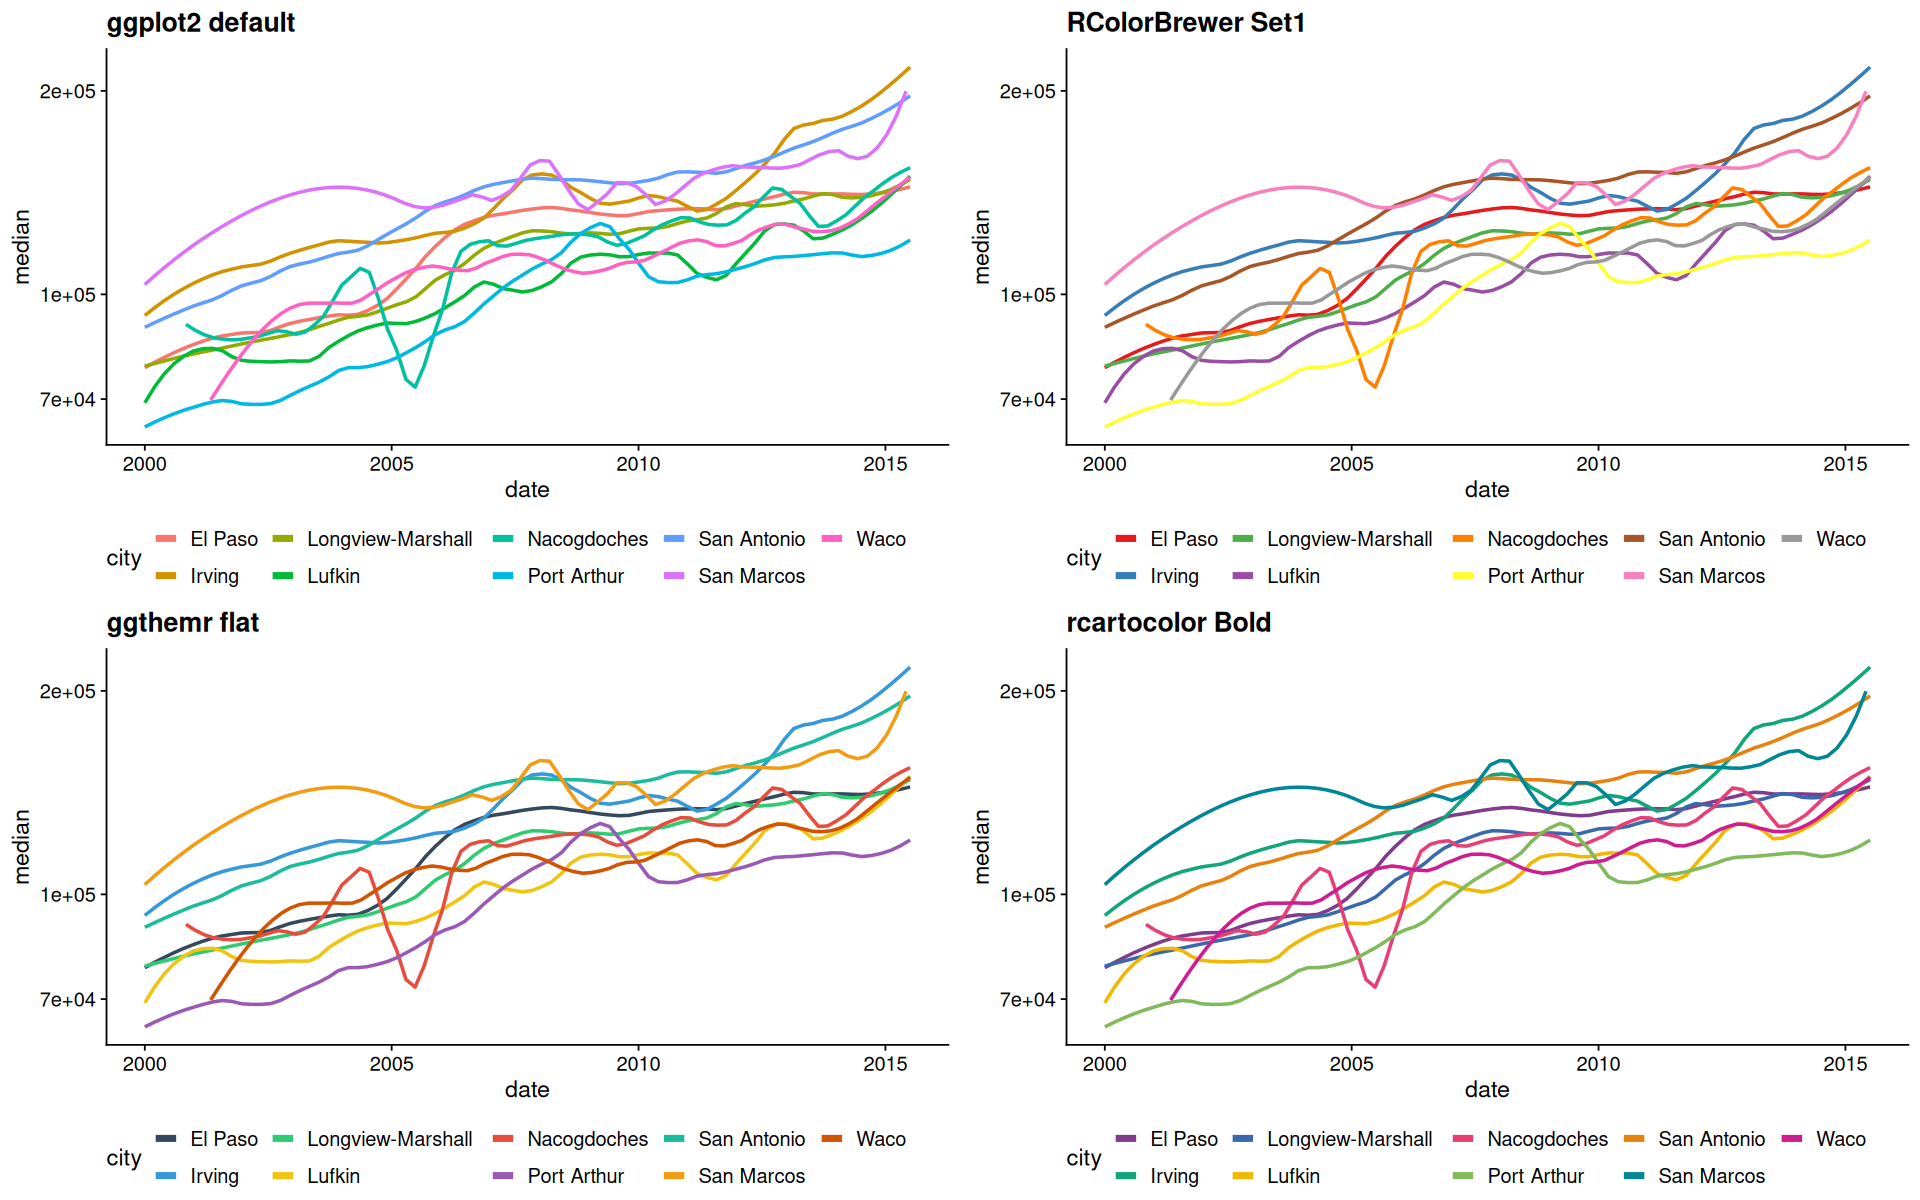 ggplot2 default
2e+05
1e+05
7e+04
median
2000 2005 2010 2015
date
city
El Paso Longview-Marshall Nacogdoches San Antonio Waco
Irving Lufkin Port Arthur San Marcos
RColorBrewer Set1
2e+05
1e+05
7e+04
median
2000 2005 2010 2015
date
city
El Paso Longview-Marshall Nacogdoches San Antonio Waco
Irving Lufkin Port Arthur San Marcos
ggthemr flat
2e+05
1e+05
7e+04
median
2000 2005 2010 2015
date
city
El Paso Longview-Marshall Nacogdoches San Antonio Waco
Irving Lufkin Port Arthur San Marcos
rcartocolor Bold
2e+05
1e+05
7e+04
median
2000 2005 2010 2015
date
city
El Paso Longview-Marshall Nacogdoches San Antonio Waco
Irving Lufkin Port Arthur San Marcos